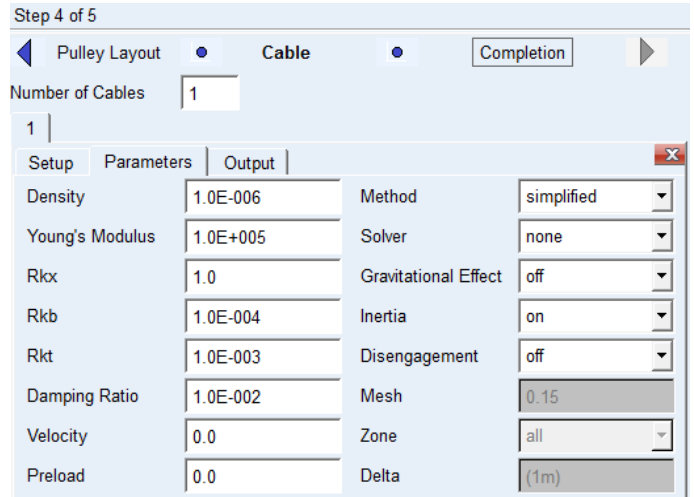 Step 4 of 5
Pulley Layout Cable Completion
Number of Cables 1
1
Setup Parameters Output
Density 1.0E-006 Method simplified
Young's Modulus 1.0E+005 Solver none
Rkx 1.0 Gravitational Effect off
Rkb 1.0E-004 Inertia on
Rkt 1.0E-003 Disengagement off
Damping Ratio 1.0E-002 Mesh 0.15
Velocity 0.0 Zone all
Preload 0.0 Delta (1m)